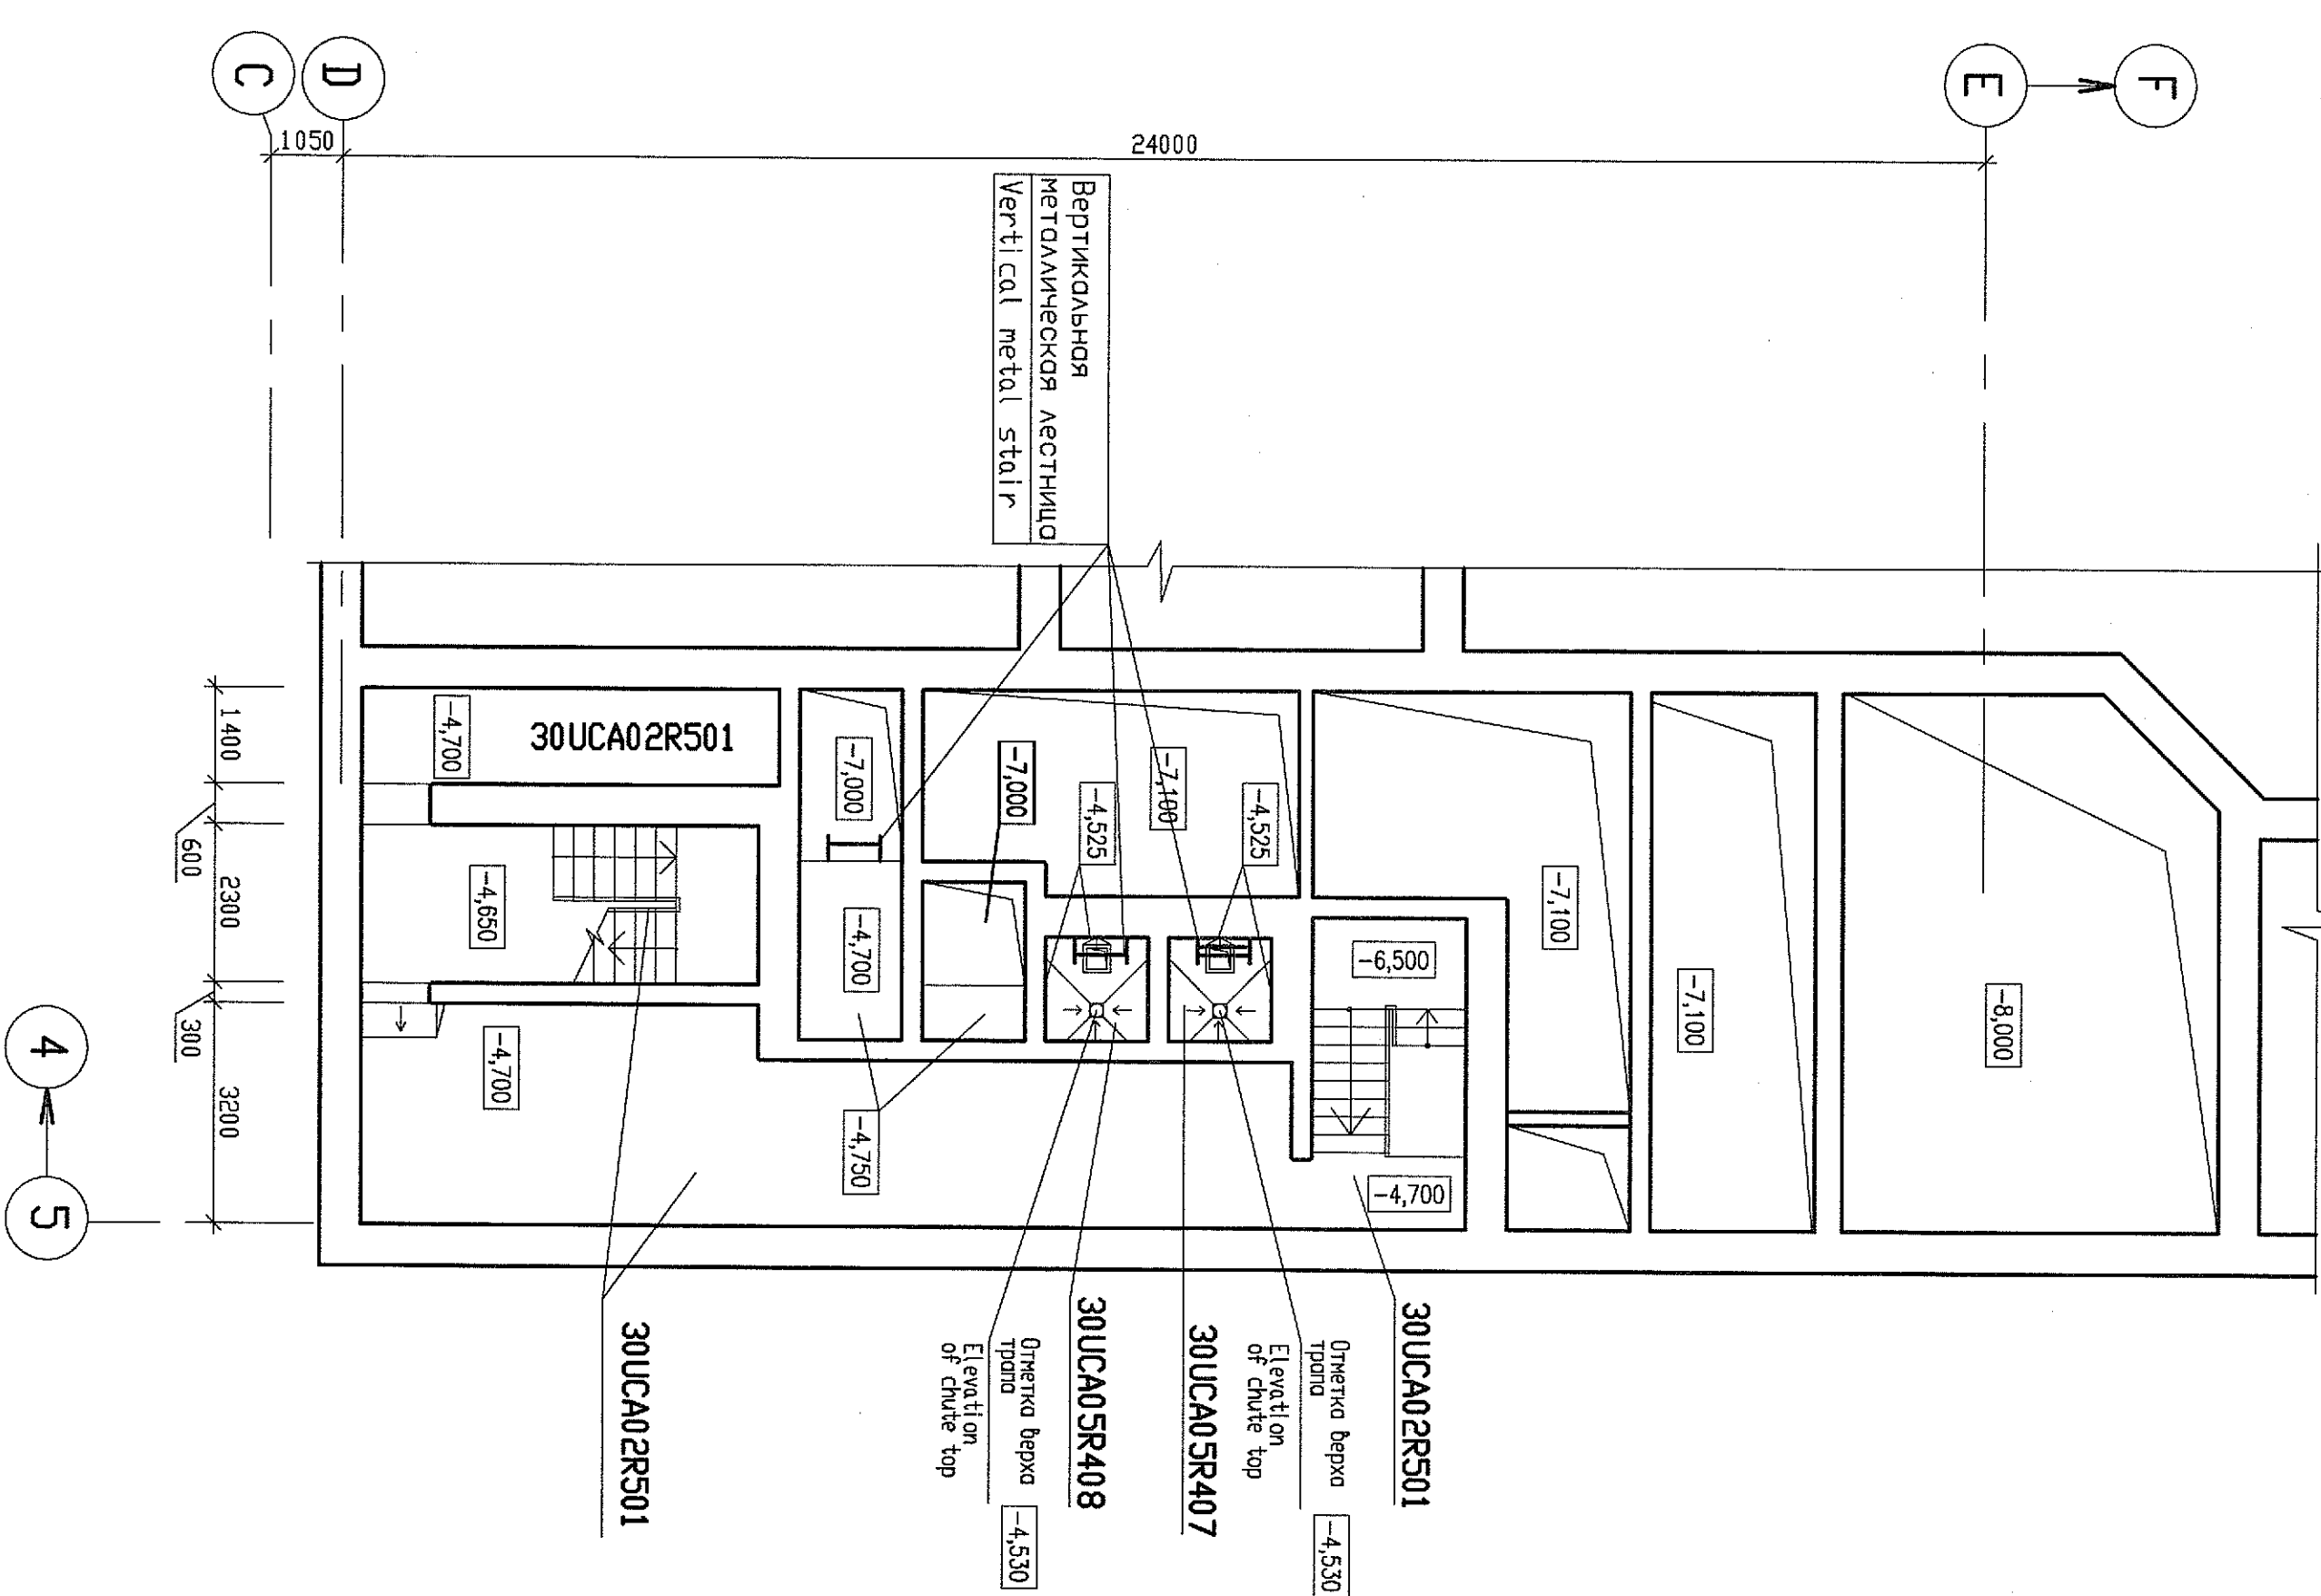 C
D
E
F
1050
24000
Вертикальная
металлическая лестница
Vertical metal stair
1400
600
2300
300
3200
4
5
-4,700
30UCA02R501
-4,650
-4,700
-7,000
-4,700
-4,750
-7,000
-7,100
-4,525
-4,525
-6,500
-4,700
-7,100
-7,100
-8,000
30UCA02R501
Отметка верха
трапа
Elevation
of chute top
-4,530
30UCA05R408
30UCA05R407
Отметка верха
трапа
Elevation
of chute top
-4,530
30UCA02R501